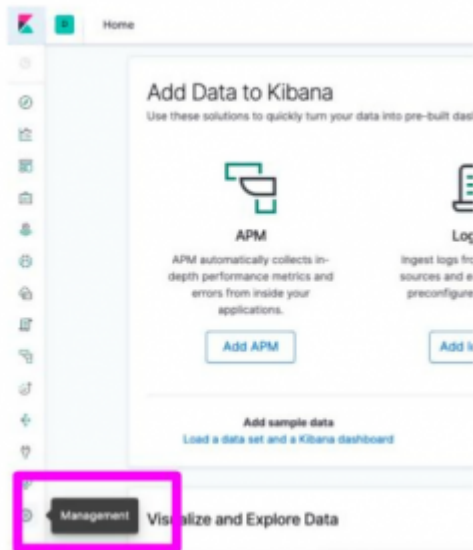 D
Home
Add Data to Kibana
Use these solutions to quickly turn your data into pre-built das
APM
APM automatically collects in-
depth performance metrics and
errors from inside your
applications.
Add APM
Log
Ingest logs fro
sources and e
preconfigure
Add lo
Add sample data
Load a data set and a Kibana dashboard
Management
Visualize and Explore Data